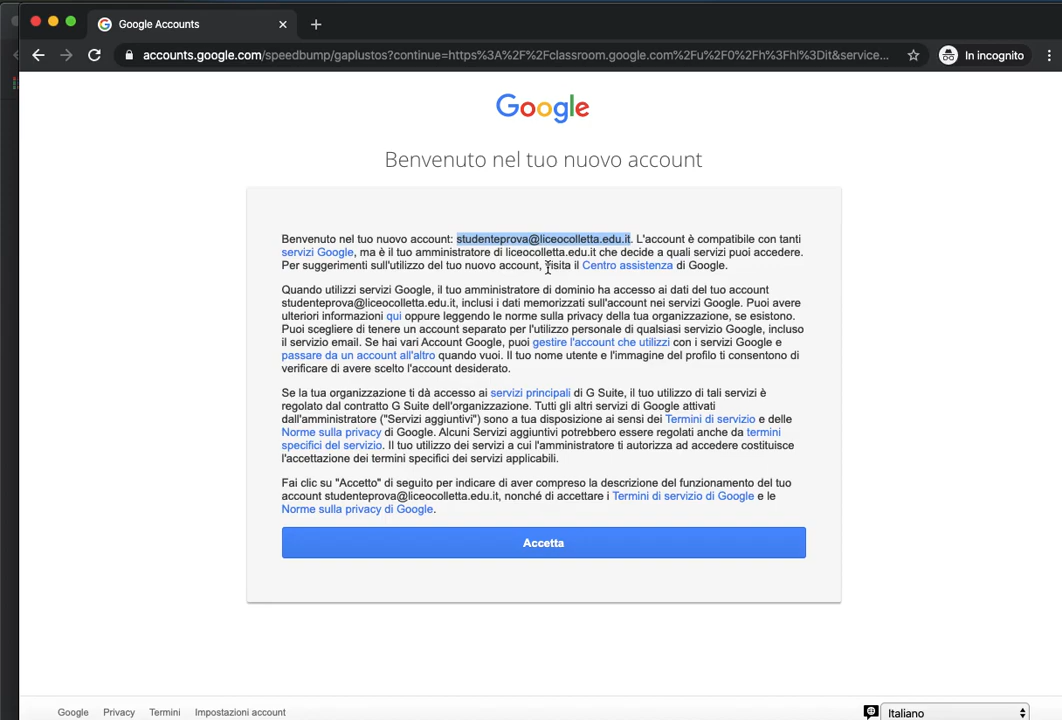 Google Accounts
accounts.google.com/speedbump/gaplustos?continue=https%3A%2F%2Fclassroom.google.com%2Fu%2F0%2Fh%3Fhl%3Dit&service...
In incognito
Google
Benvenuto nel tuo nuovo account
Benvenuto nel tuo nuovo account: studenteprova@liceocolletta.edu.it. L'account è compatibile con tanti
servizi Google, ma è il tuo amministratore di liceocolletta.edu.it che decide a quali servizi puoi accedere.
Per suggerimenti sull'utilizzo del tuo nuovo account, visita il Centro assistenza di Google.
Quando utilizzi servizi Google, il tuo amministratore di dominio ha accesso ai dati del tuo account
studenteprova@liceocolletta.edu.it, inclusi i dati memorizzati sull'account nei servizi Google. Puoi avere
ulteriori informazioni qui oppure leggendo le norme sulla privacy della tua organizzazione, se esistono.
Puoi scegliere di tenere un account separato per l'utilizzo personale di qualsiasi servizio Google, incluso
il servizio email. Se hai vari Account Google, puoi gestire l'account che utilizzi con i servizi Google e
passare da un account all'altro quando vuoi. Il tuo nome utente e l'immagine del profilo ti consentono di
verificare di avere scelto l'account desiderato.
Se la tua organizzazione ti dà accesso ai servizi principali di G Suite, il tuo utilizzo di tali servizi è
regolato dal contratto G Suite dell'organizzazione. Tutti gli altri servizi di Google attivati
dall'amministratore ("Servizi aggiuntivi") sono a tua disposizione ai sensi dei Termini di servizio e delle
Norme sulla privacy di Google. Alcuni Servizi aggiuntivi potrebbero essere regolati anche da termini
specifici del servizio. Il tuo utilizzo dei servizi a cui l'amministratore ti autorizza ad accedere costituisce
l'accettazione dei termini specifici dei servizi applicabili.
Fai clic su "Accetto" di seguito per indicare di aver compreso la descrizione del funzionamento del tuo
account studenteprova@liceocolletta.edu.it, nonché di accettare i Termini di servizio di Google e le
Norme sulla privacy di Google.
Accetta
Google Privacy Termini Impostazioni account
Italiano